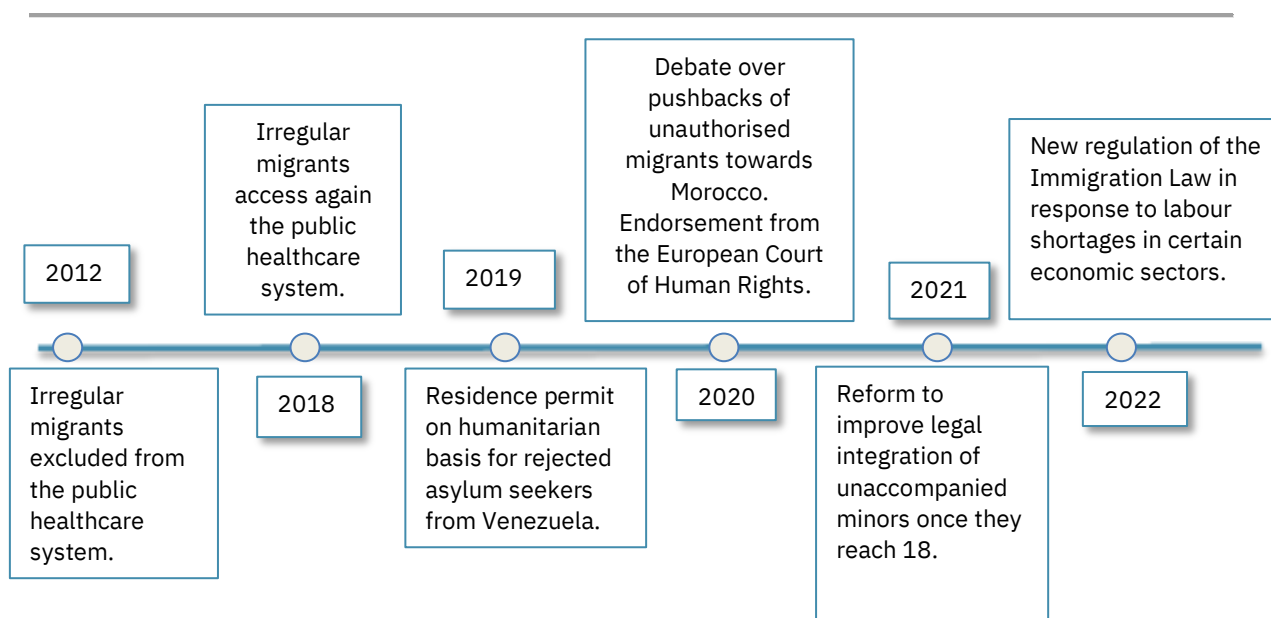 2012
Irregular
migrants
excluded from
the public
healthcare
system.
Irregular
migrants
access again
the public
healthcare
system.
2018
2019
Residence permit
on humanitarian
basis for rejected
asylum seekers
from Venezuela.
Debate over
pushbacks of
unauthorised
migrants towards
Morocco.
Endorsement from
the European Court
of Human Rights.
2020
2021
Reform to
improve legal
integration of
unaccompanied
minors once they
reach 18.
New regulation of the
Immigration Law in
response to labour
shortages in certain
economic sectors.
2022